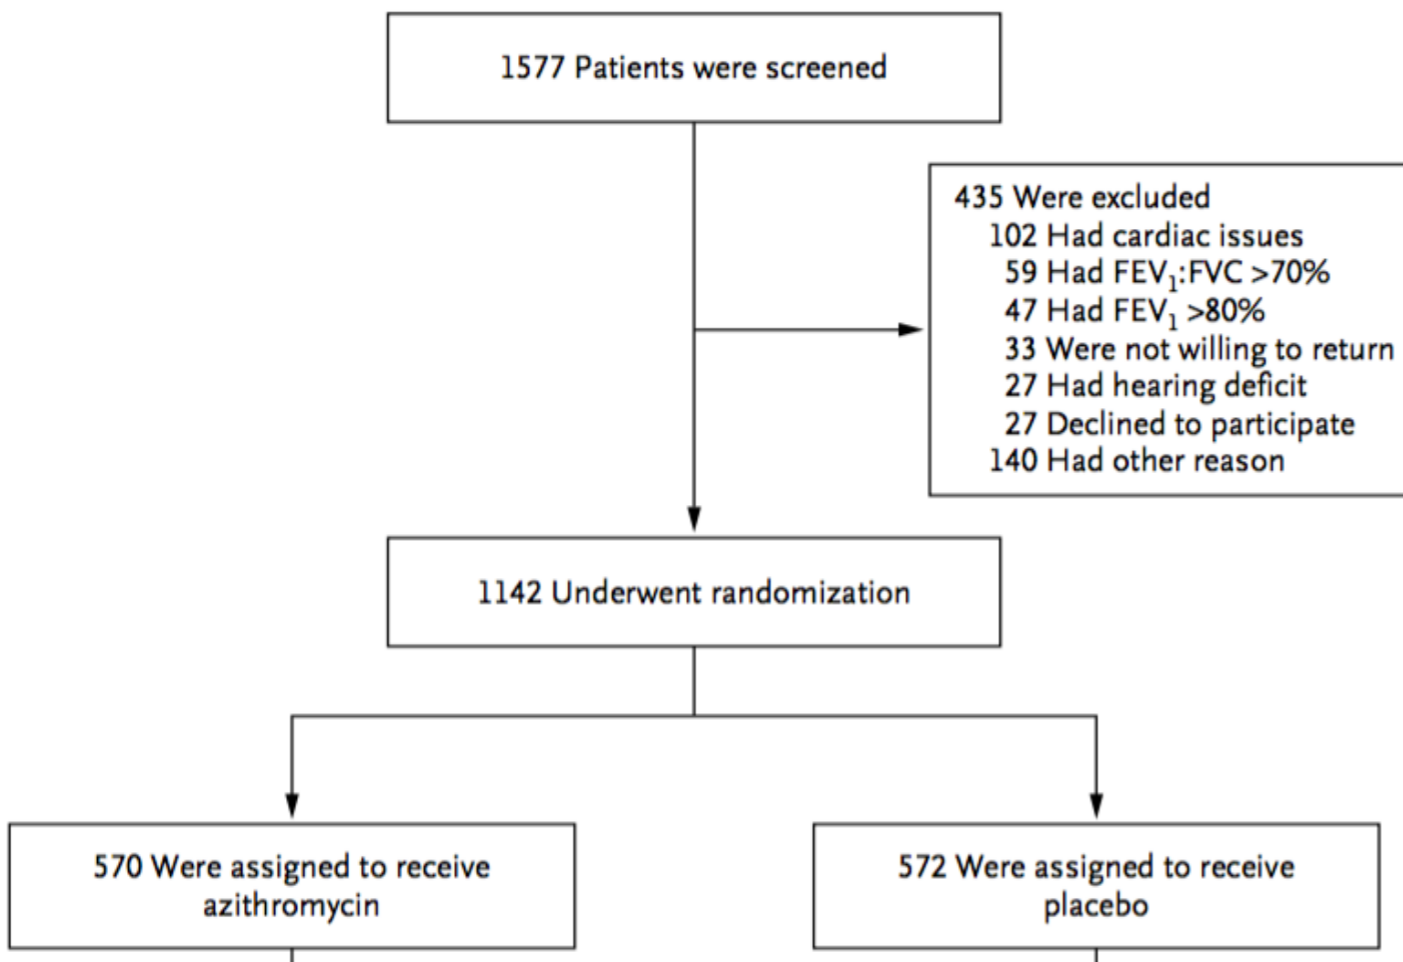 1577 Patients were screened
435 Were excluded
102 Had cardiac issues
59 Had FEV₁:FVC >70%
47 Had FEV₁ >80%
33 Were not willing to return
27 Had hearing deficit
27 Declined to participate
140 Had other reason
1142 Underwent randomization
570 Were assigned to receive
azithromycin
572 Were assigned to receive
placebo